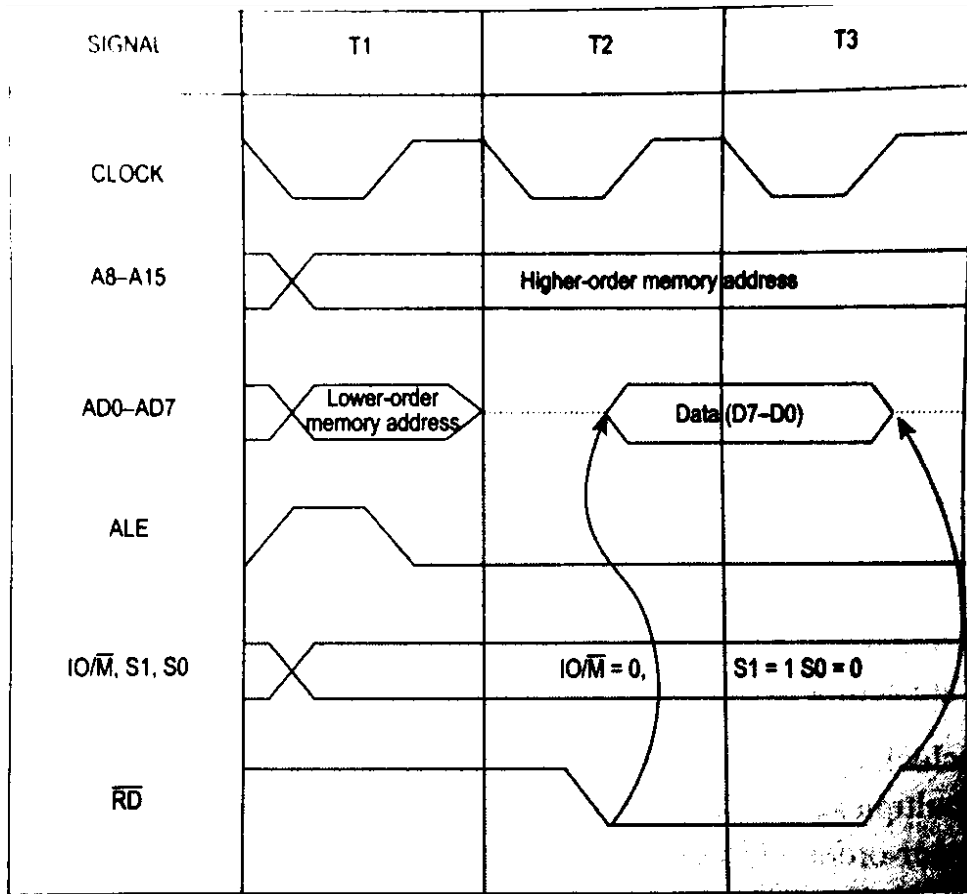 SIGNAL T1 T2 T3
CLOCK
A8–A15 Higher-order memory address
AD0–AD7 Lower-order memory address Data (D7–D0)
ALE
IO/M̅, S1, S0 IO/M̅ = 0, S1 = 1 S0 = 0
R̅D̅